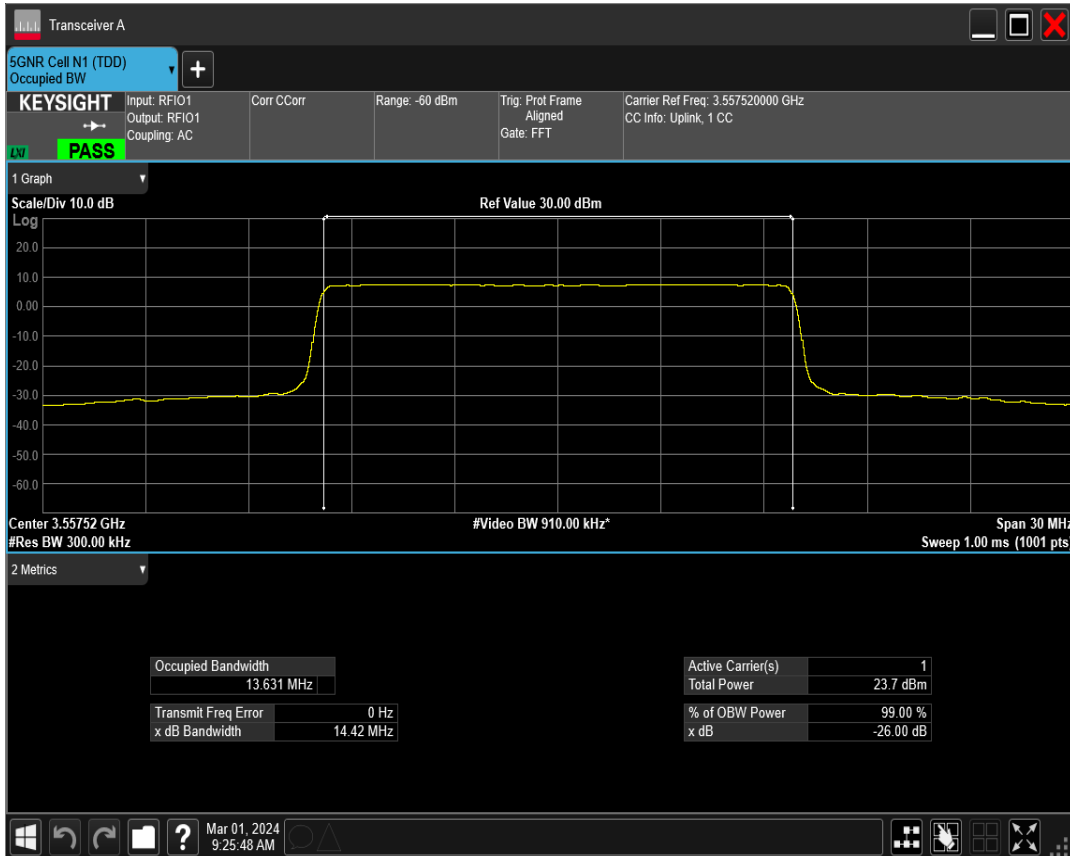 Transceiver A
5GNR Cell N1 (TDD)
Occupied BW
+
KEYSIGHT
LXI
PASS
Input: RFIO1
Output: RFIO1
Coupling: AC
Corr CCorr
Range: -60 dBm
Trig: Prot Frame
Aligned
Gate: FFT
Carrier Ref Freq: 3.557520000 GHz
CC Info: Uplink, 1 CC
1 Graph
Scale/Div 10.0 dB
Ref Value 30.00 dBm
Log
20.0
10.0
0.00
-10.0
-20.0
-30.0
-40.0
-50.0
-60.0
Center 3.55752 GHz
#Video BW 910.00 kHz*
Span 30 MHz
#Res BW 300.00 kHz
Sweep 1.00 ms (1001 pts)
2 Metrics
Occupied Bandwidth
13.631 MHz
Transmit Freq Error 0 Hz
x dB Bandwidth 14.42 MHz
Active Carrier(s) 1
Total Power 23.7 dBm
% of OBW Power 99.00 %
x dB -26.00 dB
?
Mar 01, 2024
9:25:48 AM